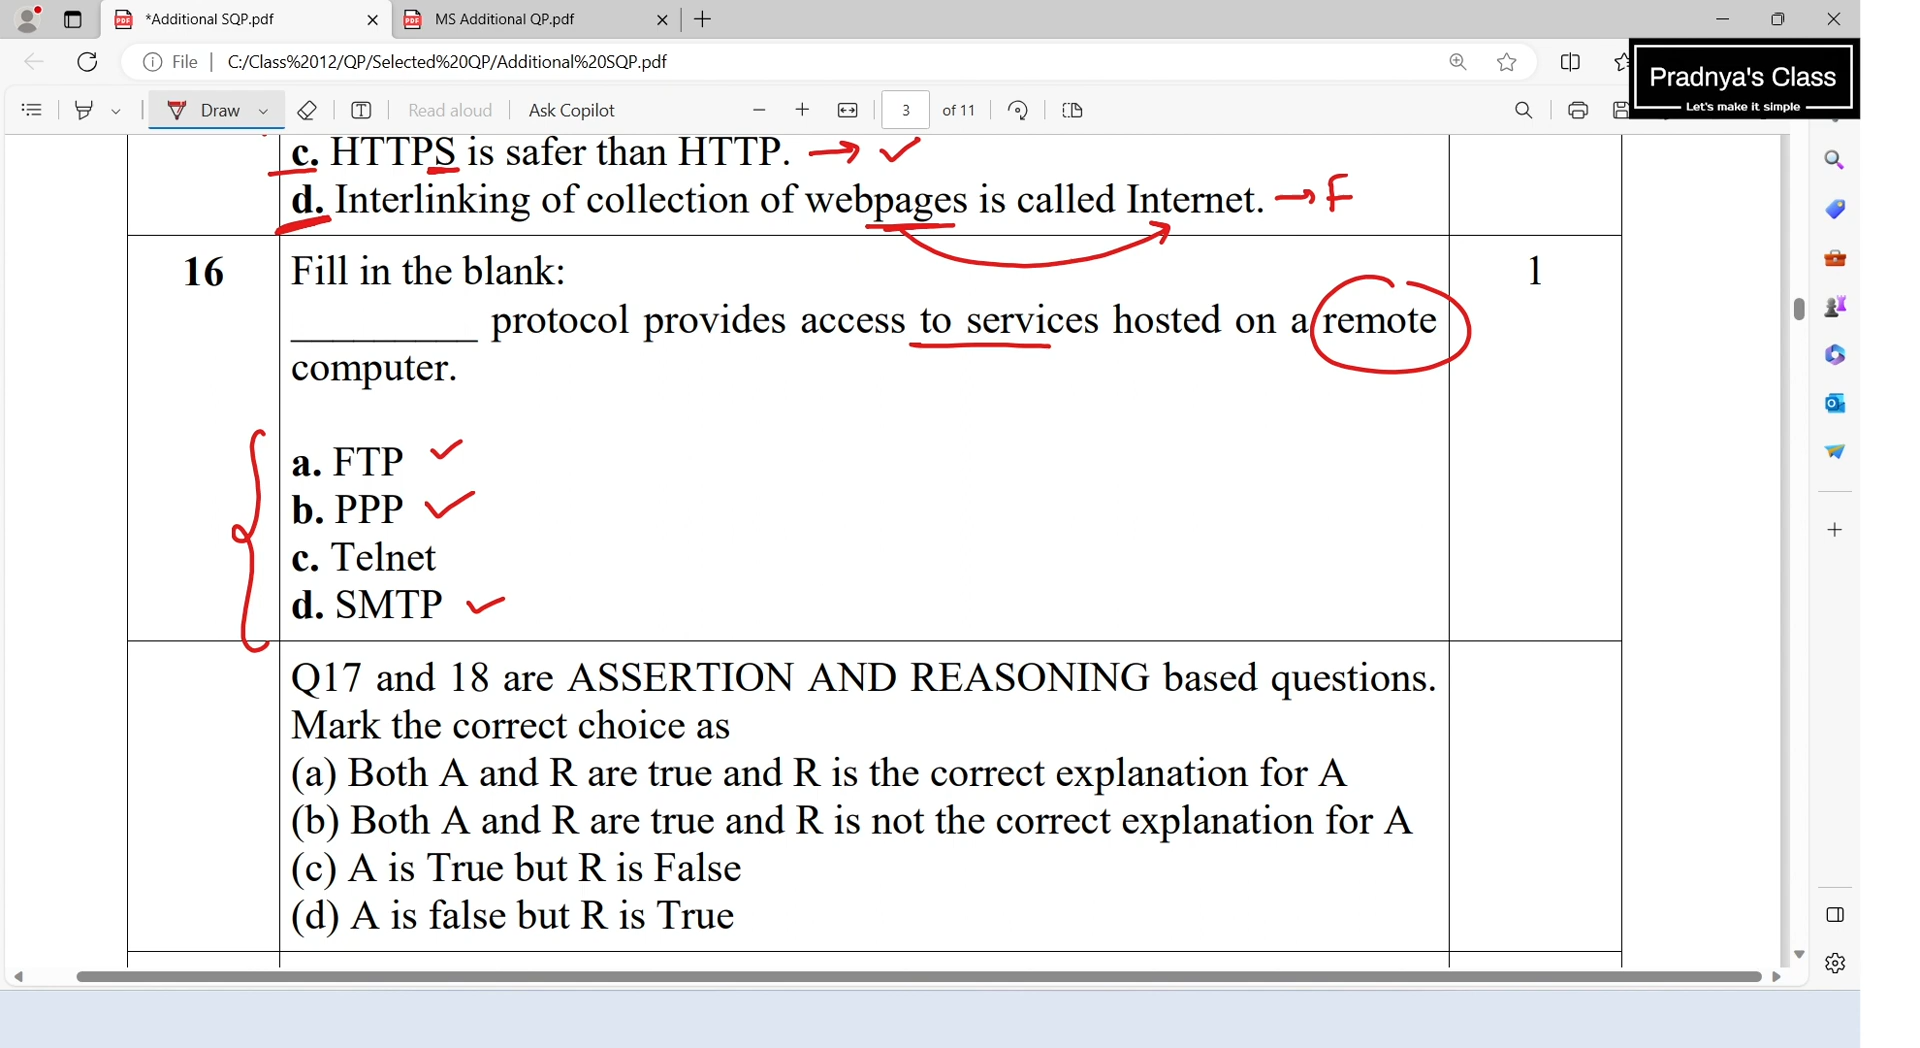 *Additional SQP.pdf
MS Additional QP.pdf
File
C:/Class%2012/QP/Selected%20QP/Additional%20SQP.pdf
Pradnya's Class
Let's make it simple
Draw
Read aloud
Ask Copilot
3 of 11
c. HTTPS is safer than HTTP.
d. Interlinking of collection of webpages is called Internet. → F
16
Fill in the blank:
1
_________ protocol provides access to services hosted on a remote
computer.
a. FTP
b. PPP
c. Telnet
d. SMTP
Q17 and 18 are ASSERTION AND REASONING based questions.
Mark the correct choice as
(a) Both A and R are true and R is the correct explanation for A
(b) Both A and R are true and R is not the correct explanation for A
(c) A is True but R is False
(d) A is false but R is True